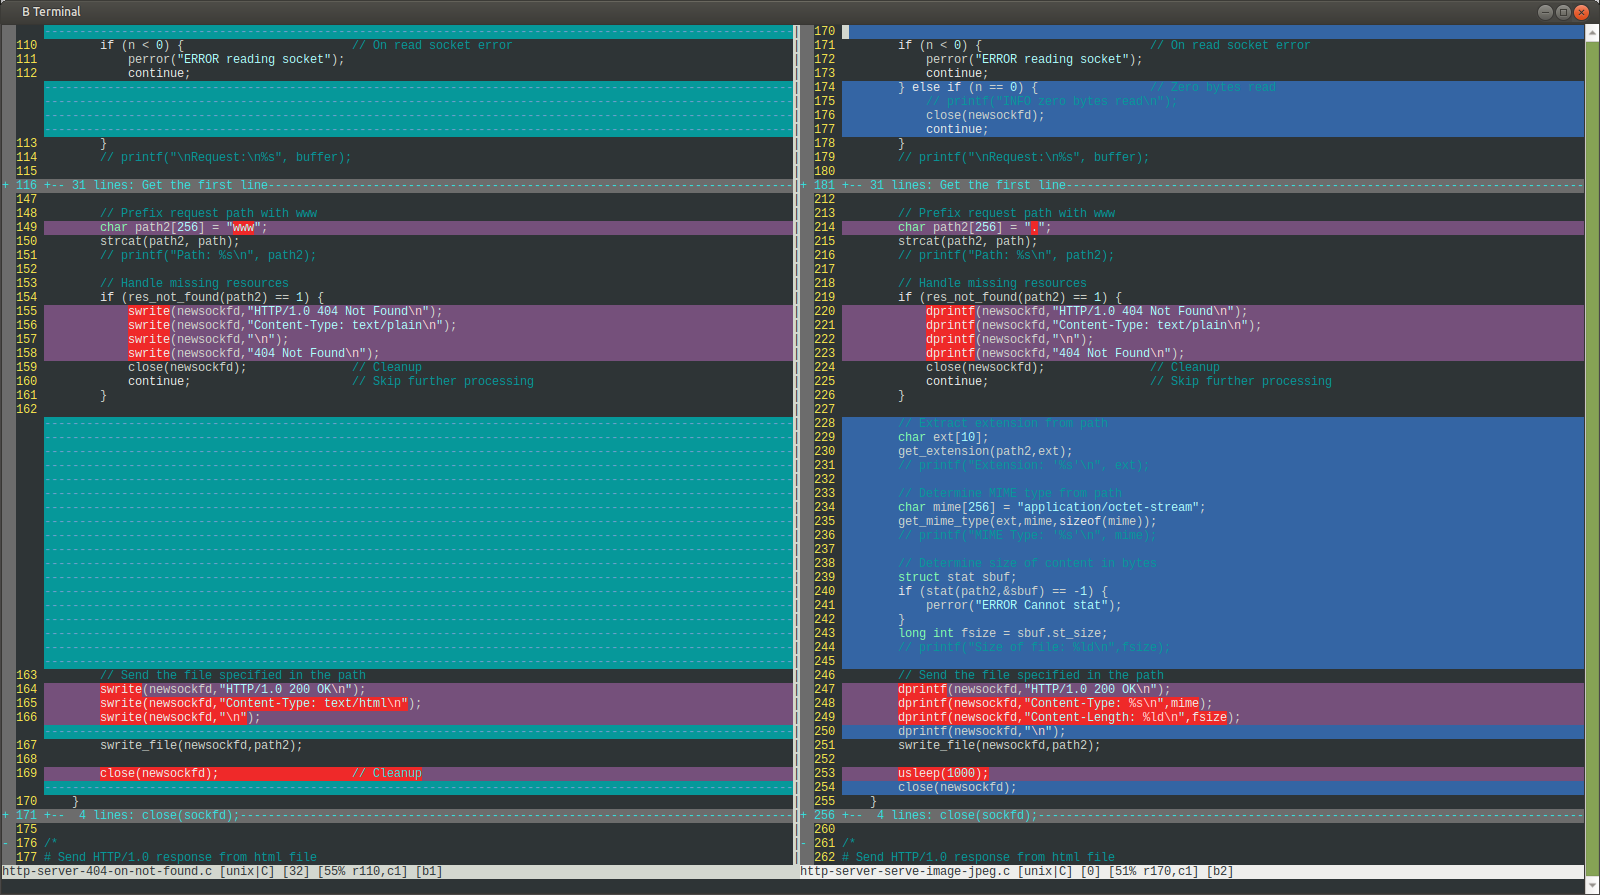 B Terminal
110         if (n < 0) {                        // On read socket error
111             perror("ERROR reading socket");
112             continue;
113         }
114         // printf("\nRequest:\n%s", buffer);
115
+ 116 +-- 31 lines: Get the first line
147
148         // Prefix request path with www
149         char path2[256] = "www";
150         strcat(path2, path);
151         // printf("Path: %s\n", path2);
152
153         // Handle missing resources
154         if (res_not_found(path2) == 1) {
155             swrite(newsockfd,"HTTP/1.0 404 Not Found\n");
156             swrite(newsockfd,"Content-Type: text/plain\n");
157             swrite(newsockfd,"\n");
158             swrite(newsockfd,"404 Not Found\n");
159             close(newsockfd);               // Cleanup
160             continue;                       // Skip further processing
161         }
162
163         // Send the file specified in the path
164         swrite(newsockfd,"HTTP/1.0 200 OK\n");
165         swrite(newsockfd,"Content-Type: text/html\n");
166         swrite(newsockfd,"\n");
167         swrite_file(newsockfd,path2);
168
169         close(newsockfd);                   // Cleanup
170     }
+ 171 +--  4 lines: close(sockfd);
175
- 176 /*
177 # Send HTTP/1.0 response from html file
http-server-404-on-not-found.c [unix|C] [32] [55% r110,c1] [b1]
170
171         if (n < 0) {                        // On read socket error
172             perror("ERROR reading socket");
173             continue;
174         } else if (n == 0) {                // Zero bytes read
175             // printf("INFO zero bytes read\n");
176             close(newsockfd);
177             continue;
178         }
179         // printf("\nRequest:\n%s", buffer);
180
+ 181 +-- 31 lines: Get the first line
212
213         // Prefix request path with www
214         char path2[256] = ".";
215         strcat(path2, path);
216         // printf("Path: %s\n", path2);
217
218         // Handle missing resources
219         if (res_not_found(path2) == 1) {
220             dprintf(newsockfd,"HTTP/1.0 404 Not Found\n");
221             dprintf(newsockfd,"Content-Type: text/plain\n");
222             dprintf(newsockfd,"\n");
223             dprintf(newsockfd,"404 Not Found\n");
224             close(newsockfd);               // Cleanup
225             continue;                       // Skip further processing
226         }
227
228         // Extract extension from path
229         char ext[10];
230         get_extension(path2,ext);
231         // printf("Extension: '%s'\n", ext);
232
233         // Determine MIME type from path
234         char mime[256] = "application/octet-stream";
235         get_mime_type(ext,mime,sizeof(mime));
236         // printf("MIME Type: '%s'\n", mime);
237
238         // Determine size of content in bytes
239         struct stat sbuf;
240         if (stat(path2,&sbuf) == -1) {
241             perror("ERROR Cannot stat");
242         }
243         long int fsize = sbuf.st_size;
244         // printf("Size of file: %ld\n",fsize);
245
246         // Send the file specified in the path
247         dprintf(newsockfd,"HTTP/1.0 200 OK\n");
248         dprintf(newsockfd,"Content-Type: %s\n",mime);
249         dprintf(newsockfd,"Content-Length: %ld\n",fsize);
250         dprintf(newsockfd,"\n");
251         swrite_file(newsockfd,path2);
252
253         usleep(1000);
254         close(newsockfd);
255     }
+ 256 +--  4 lines: close(sockfd);
260
- 261 /*
262 # Send HTTP/1.0 response from html file
http-server-serve-image-jpeg.c [unix|C] [0] [51% r170,c1] [b2]